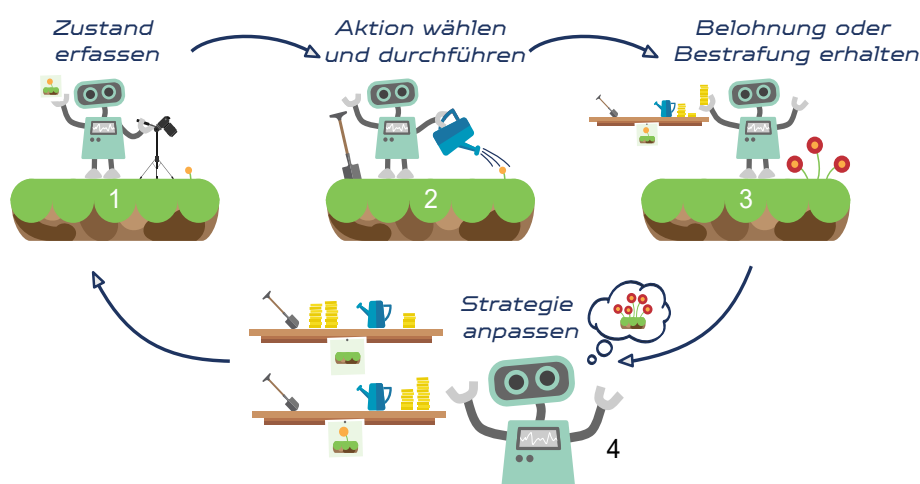 Zustand
erfassen
Aktion wählen
und durchführen
Belohnung oder
Bestrafung erhalten
1
2
3
Strategie
anpassen
4